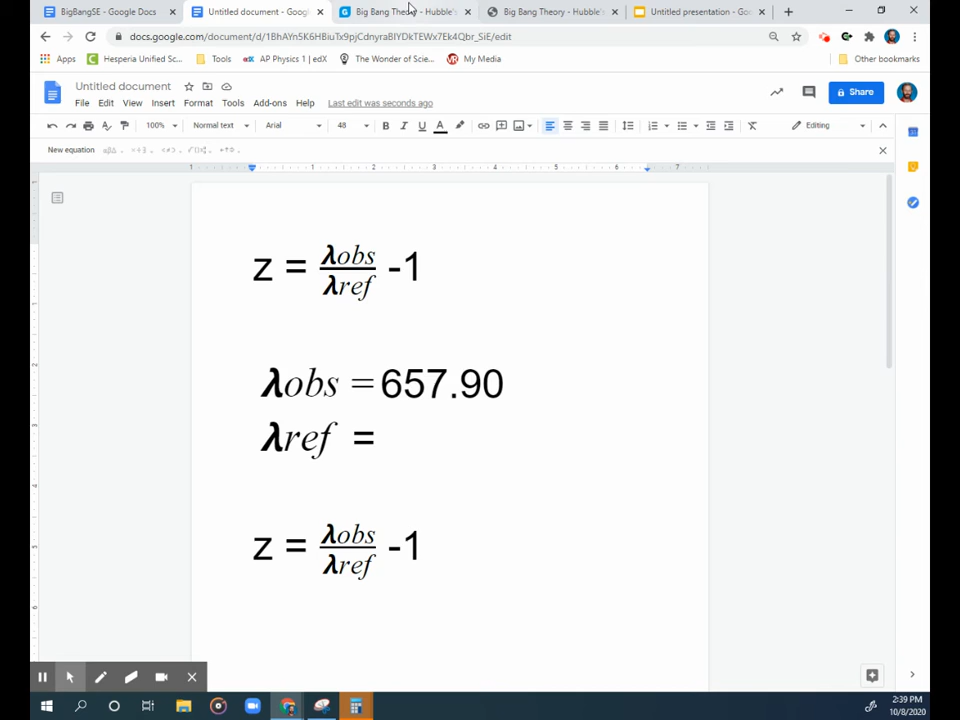 BigBangSE - Google Docs
Untitled document - Googl
Big Bang Theory - Hubble's
Big Bang Theory - Hubble's
Untitled presentation - Goog
docs.google.com/document/d/1BhAYn5K6HBiuTx9pjCdnyraBIYDkTEWx7Ek4Qbr_SiE/edit
Apps
Hesperia Unified Sc...
Tools
AP Physics 1 | edX
The Wonder of Scie...
My Media
Other bookmarks
Untitled document
File Edit View Insert Format Tools Add-ons Help Last edit was seconds ago
Share
100% Normal text Arial 48 B I U A Editing
New equation
z = λobs/λref -1
λobs = 657.90
λref =
z = λobs/λref -1
2:39 PM
10/8/2020